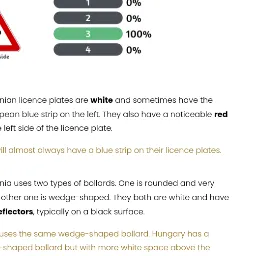 1 0%
2 0%
3 100%
4 0%
nian licence plates are white and sometimes have the
pean blue strip on the left. They also have a noticeable red
left side of the licence plate.
ill almost always have a blue strip on their licence plates.
nia uses two types of bollards. One is rounded and very
other one is wedge-shaped. They both are white and have
eflectors, typically on a black surface.
uses the same wedge-shaped bollard. Hungary has a
-shaped bollard but with more white space above the